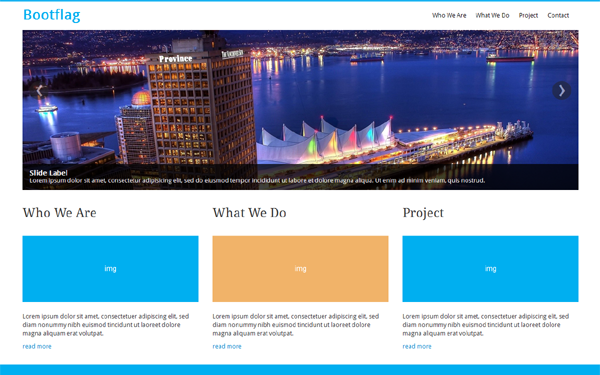 Bootflag
Who We Are What We Do Project Contact
Province
Slide Label
Lorem ipsum dolor sit amet, consectetur adipiscing elit, sed do eiusmod tempor incididunt ut labore et dolore magna aliqua. Ut enim ad minim veniam, quis nostrud.
Who We Are
What We Do
Project
img
img
img
Lorem ipsum dolor sit amet, consectetuer adipiscing elit, sed
diam nonummy nibh euismod tincidunt ut laoreet dolore
magna aliquam erat volutpat.
read more
Lorem ipsum dolor sit amet, consectetuer adipiscing elit, sed
diam nonummy nibh euismod tincidunt ut laoreet dolore
magna aliquam erat volutpat.
read more
Lorem ipsum dolor sit amet, consectetuer adipiscing elit, sed
diam nonummy nibh euismod tincidunt ut laoreet dolore
magna aliquam erat volutpat.
read more